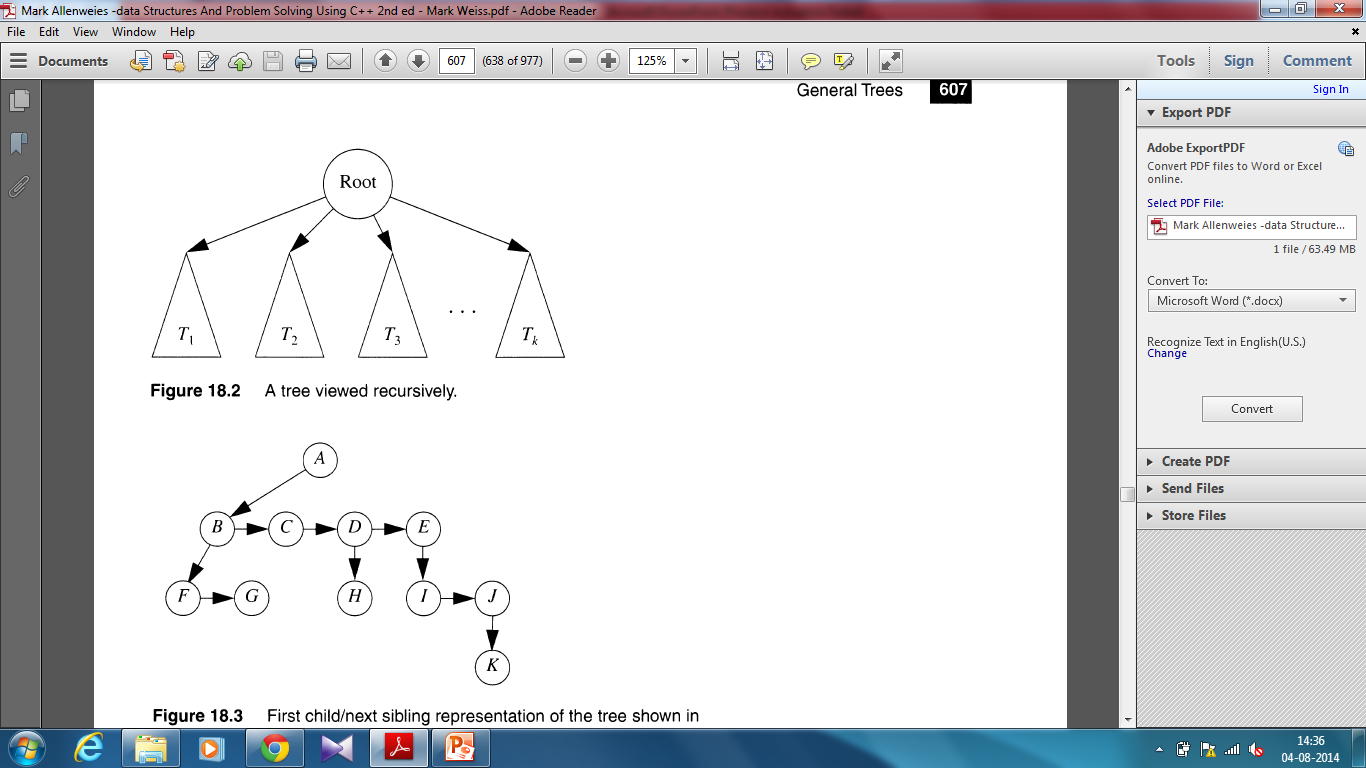 Mark Allenweies -data Structures And Problem Solving Using C++ 2nd ed - Mark Weiss.pdf - Adobe Reader
File Edit View Window Help
Documents 607 (638 of 977) 125% Tools Sign Comment
Sign In
General Trees 607
Root
T1 T2 T3 . . . Tk
Figure 18.2 A tree viewed recursively.
A
B C D E
F G H I J
K
Figure 18.3 First child/next sibling representation of the tree shown in
Export PDF
Adobe ExportPDF
Convert PDF files to Word or Excel
online.
Select PDF File:
Mark Allenweies -data Structure...
1 file / 63.49 MB
Convert To:
Microsoft Word (*.docx)
Recognize Text in English(U.S.)
Change
Convert
Create PDF
Send Files
Store Files
14:36
04-08-2014